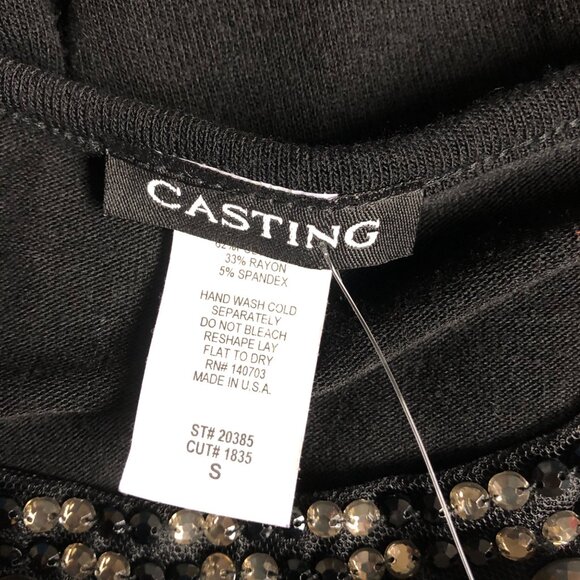 CASTING
33% RAYON
5% SPANDEX
HAND WASH COLD
SEPARATELY
DO NOT BLEACH
RESHAPE LAY
FLAT TO DRY
RN# 140703
MADE IN U.S.A.
ST# 20385
CUT# 1835
S